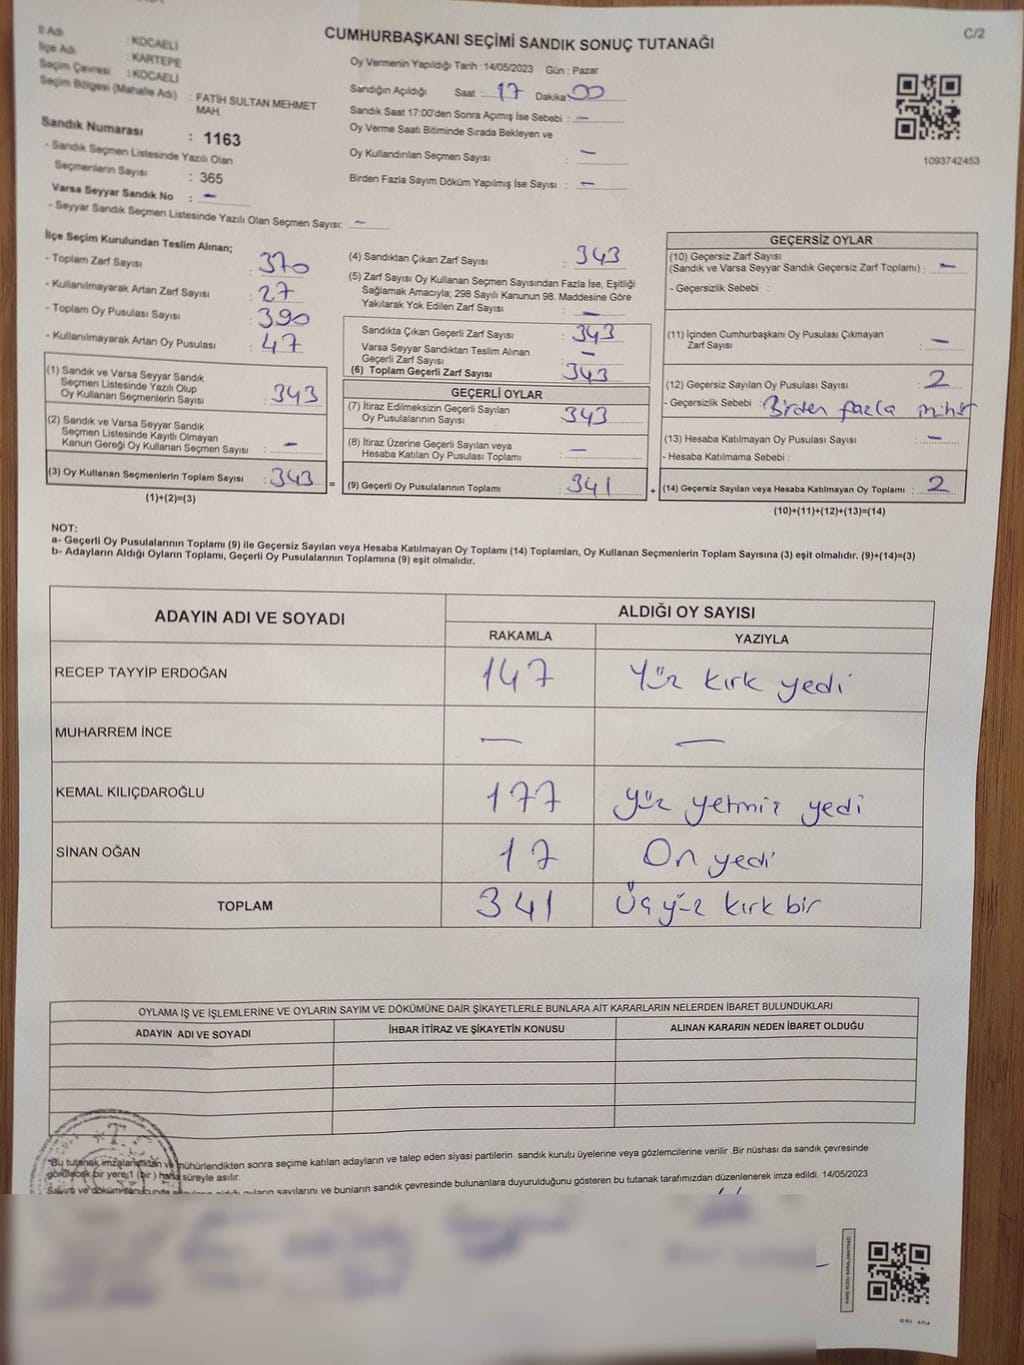 C/2
CUMHURBAŞKANI SEÇİMİ SANDIK SONUÇ TUTANAĞI
İl Adı : KOCAELİ
İlçe Adı : KARTEPE
Seçim Çevresi : KOCAELİ
Seçim Bölgesi (Mahalle Adı) : FATİH SULTAN MEHMET
MAH.
Sandık Numarası : 1163
- Sandık Seçmen Listesinde Yazılı Olan
Seçmenlerin Sayısı : 365
Varsa Seyyar Sandık No : —
- Seyyar Sandık Seçmen Listesinde Yazılı Olan Seçmen Sayısı: —
Oy Vermenin Yapıldığı Tarih : 14/05/2023 Gün : Pazar
Sandığın Açıldığı Saat : 17 Dakika 00
Sandık Saat 17:00'den Sonra Açımış İse Sebebi : —
Oy Verme Saati Bitiminde Sırada Bekleyen ve
Oy Kullandırılan Seçmen Sayısı : —
Birden Fazla Sayım Döküm Yapılmış İse Sayısı : —
1093742453
İlçe Seçim Kurulundan Teslim Alınan;
- Toplam Zarf Sayısı : 370
- Kullanılmayarak Artan Zarf Sayısı : 27
- Toplam Oy Pusulası Sayısı : 390
- Kullanılmayarak Artan Oy Pusulası : 47
(1) Sandık ve Varsa Seyyar Sandık
Seçmen Listesinde Yazılı Olup
Oy Kullanan Seçmenlerin Sayısı : 343
(2) Sandık ve Varsa Seyyar Sandık
Seçmen Listesinde Kayıtlı Olmayan
Kanun Gereği Oy Kullanan Seçmen Sayısı : —
(3) Oy Kullanan Seçmenlerin Toplam Sayısı : 343 =
(1)+(2)=(3)
(4) Sandıktan Çıkan Zarf Sayısı : 343
(5) Zarf Sayısı Oy Kullanan Seçmen Sayısından Fazla İse, Eşitliği
Sağlamak Amacıyla; 298 Sayılı Kanunun 98. Maddesine Göre
Yakılarak Yok Edilen Zarf Sayısı : —
Sandıkta Çıkan Geçerli Zarf Sayısı : 343
Varsa Seyyar Sandıktan Teslim Alınan
Geçerli Zarf Sayısı : —
(6) Toplam Geçerli Zarf Sayısı : 343
GEÇERLİ OYLAR
(7) İtiraz Edilmeksizin Geçerli Sayılan
Oy Pusulalarının Sayısı : 343
(8) İtiraz Üzerine Geçerli Sayılan veya
Hesaba Katılan Oy Pusulası Toplamı : —
(9) Geçerli Oy Pusulalarının Toplamı : 341 +
GEÇERSİZ OYLAR
(10) Geçersiz Zarf Sayısı
(Sandık ve Varsa Seyyar Sandık Geçersiz Zarf Toplamı) : —
- Geçersizlik Sebebi :
(11) İçinden Cumhurbaşkanı Oy Pusulası Çıkmayan
Zarf Sayısı : —
(12) Geçersiz Sayılan Oy Pusulası Sayısı : 2
- Geçersizlik Sebebi : Birden fazla mühür
(13) Hesaba Katılmayan Oy Pusulası Sayısı : —
- Hesaba Katılmama Sebebi :
(14) Geçersiz Sayılan veya Hesaba Katılmayan Oy Toplamı : 2
(10)+(11)+(12)+(13)=(14)
NOT:
a- Geçerli Oy Pusulalarının Toplamı (9) ile Geçersiz Sayılan veya Hesaba Katılmayan Oy Toplamı (14) Toplamları, Oy Kullanan Seçmenlerin Toplam Sayısına (3) eşit olmalıdır. (9)+(14)=(3)
b- Adayların Aldığı Oyların Toplamı, Geçerli Oy Pusulalarının Toplamına (9) eşit olmalıdır.
ADAYIN ADI VE SOYADI ALDIĞI OY SAYISI
RAKAMLA YAZIYLA
RECEP TAYYİP ERDOĞAN 147 Yüz kırk yedi
MUHARREM İNCE — —
KEMAL KILIÇDAROĞLU 177 Yüz yetmiş yedi
SİNAN OĞAN 17 On yedi
TOPLAM 341 Üç yüz kırk bir
OYLAMA İŞ VE İŞLEMLERİNE VE OYLARIN SAYIM VE DÖKÜMÜNE DAİR ŞİKAYETLERLE BUNLARA AİT KARARLARIN NELERDEN İBARET BULUNDUKLARI
ADAYIN ADI VE SOYADI İHBAR İTİRAZ VE ŞİKAYETİN KONUSU ALINAN KARARIN NEDEN İBARET OLDUĞU
*Bu tutanak imzalandıktan ve mühürlendikten sonra seçime katılan adayların ve talep eden siyasi partilerin sandık kurulu üyelerine veya gözlemcilerine verilir .Bir nüshası da sandık çevresinde
görülecek bir yere 1 (bir ) hafta süreyle asılır.
Sayım ve döküm sonucunda adayların aldığı oyların sayılarını ve bunların sandık çevresinde bulunanlara duyurulduğunu gösteren bu tutanak tarafımızdan düzenlenerek imza edildi. 14/05/2023